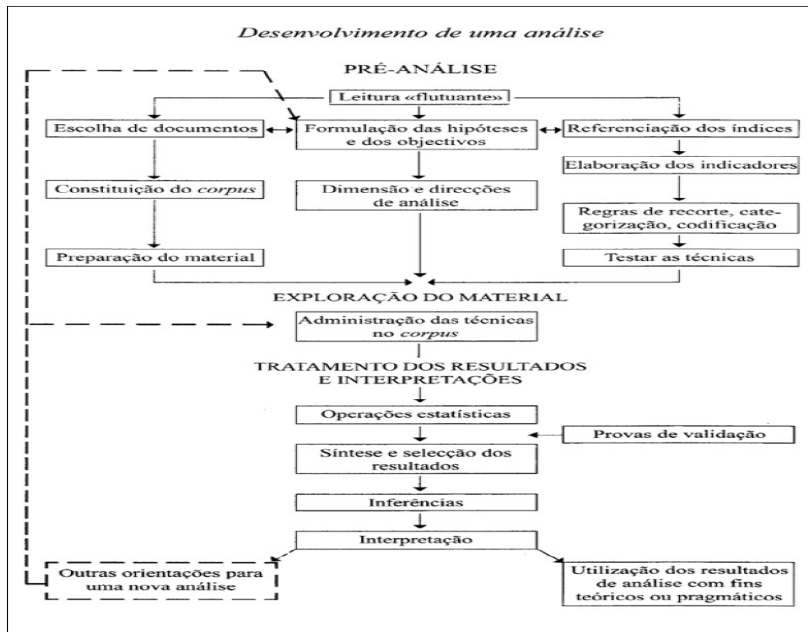 Desenvolvimento de uma análise
PRÉ-ANÁLISE
Leitura «flutuante»
Escolha de documentos
Formulação das hipóteses
e dos objectivos
Referenciação dos índices
Elaboração dos indicadores
Constituição do corpus
Dimensão e direcções
de análise
Regras de recorte, cate-
gorização, codificação
Preparação do material
Testar as técnicas
EXPLORAÇÃO DO MATERIAL
Administração das técnicas
no corpus
TRATAMENTO DOS RESULTADOS
E INTERPRETAÇÕES
Operações estatísticas
Provas de validação
Síntese e selecção dos
resultados
Inferências
Interpretação
Outras orientações para
uma nova análise
Utilização dos resultados
de análise com fins
teóricos ou pragmáticos